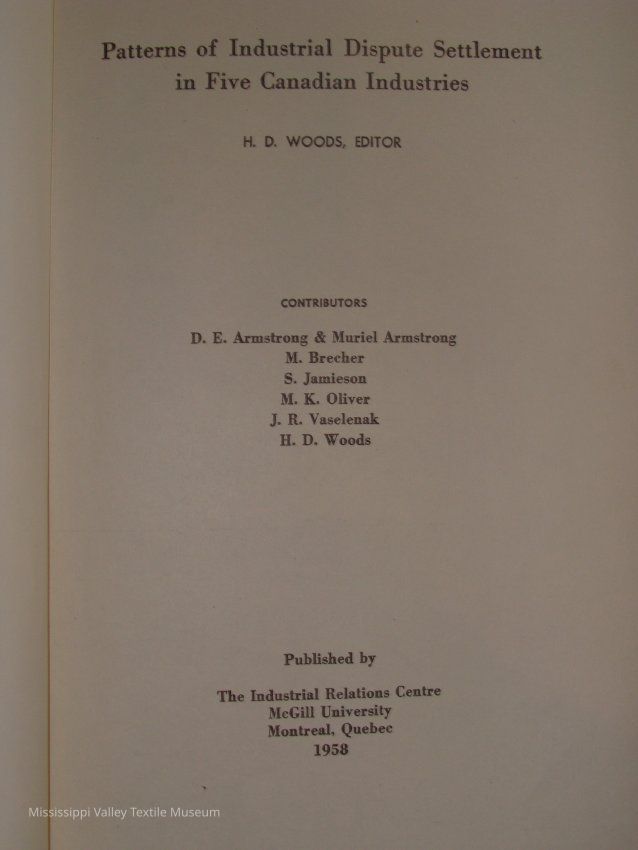 Patterns of Industrial Dispute Settlement
in Five Canadian Industries
H. D. WOODS, EDITOR
CONTRIBUTORS
D. E. Armstrong & Muriel Armstrong
M. Brecher
S. Jamieson
M. K. Oliver
J. R. Vaselenak
H. D. Woods
Published by
The Industrial Relations Centre
McGill University
Montreal, Quebec
1958
Mississippi Valley Textile Museum